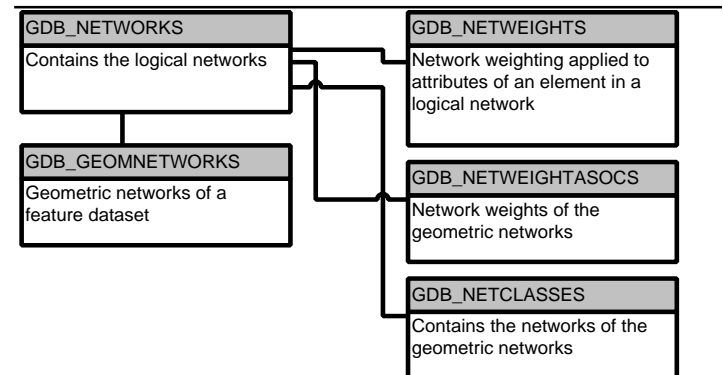 GDB_NETWORKS
Contains the logical networks
GDB_GEOMNETWORKS
Geometric networks of a
feature dataset
GDB_NETWEIGHTS
Network weighting applied to
attributes of an element in a
logical network
GDB_NETWEIGHTASOCS
Network weights of the
geometric networks
GDB_NETCLASSES
Contains the networks of the
geometric networks